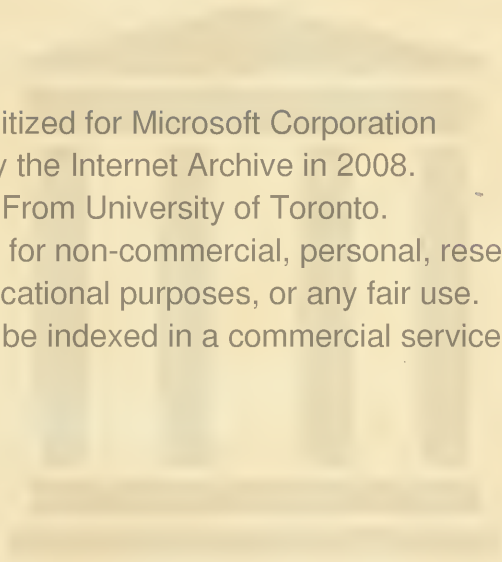 itized for Microsoft Corporation
y the Internet Archive in 2008.
From University of Toronto.
for non-commercial, personal, rese
cational purposes, or any fair use.
be indexed in a commercial service